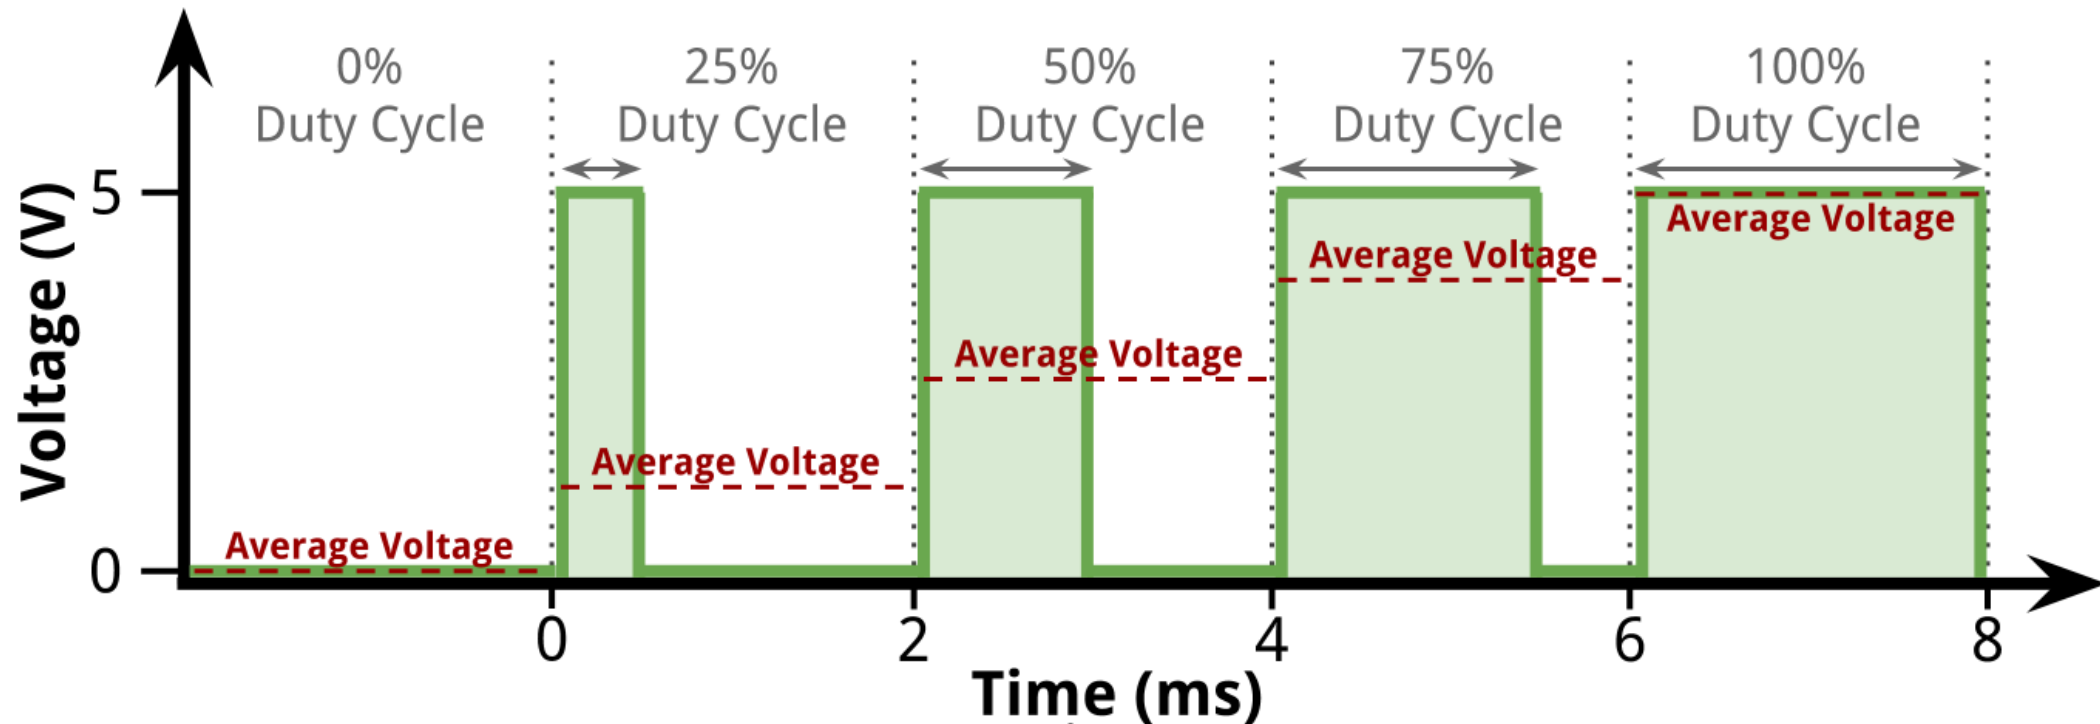 0%
Duty Cycle
25%
Duty Cycle
50%
Duty Cycle
75%
Duty Cycle
100%
Duty Cycle
Voltage (V)
5
0
Average Voltage
Average Voltage
Average Voltage
Average Voltage
Average Voltage
0 2 4 6 8
Time (ms)